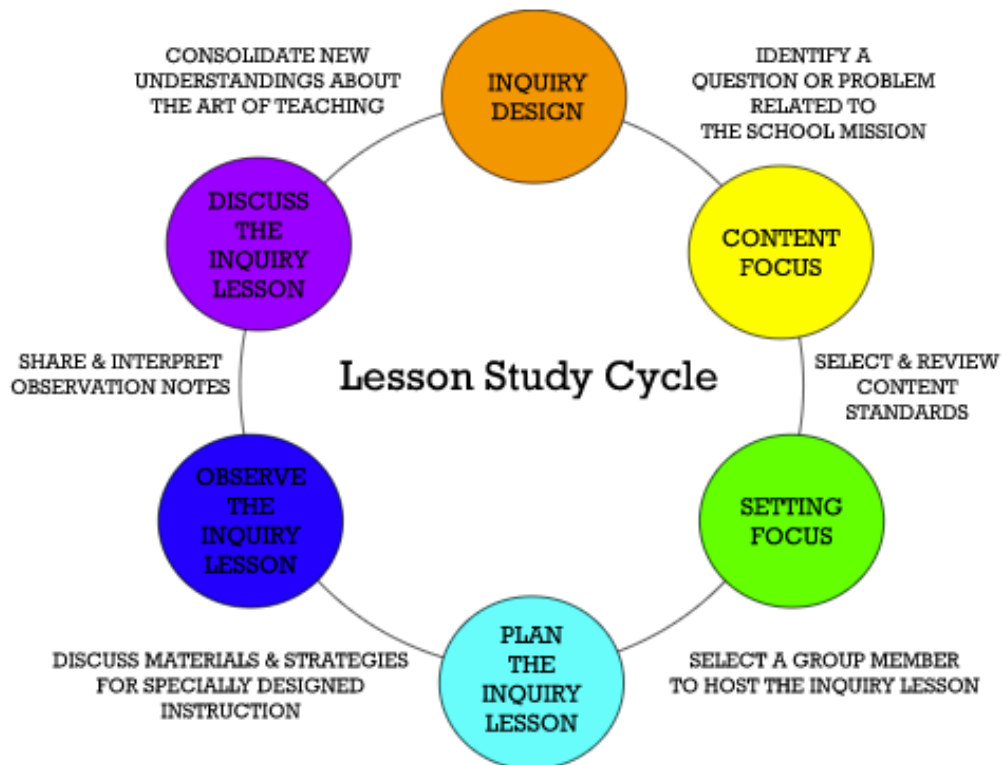 INQUIRY
DESIGN
IDENTIFY A
QUESTION OR PROBLEM
RELATED TO
THE SCHOOL MISSION
CONTENT
FOCUS
SELECT & REVIEW
CONTENT
STANDARDS
SETTING
FOCUS
SELECT A GROUP MEMBER
TO HOST THE INQUIRY LESSON
PLAN
THE
INQUIRY
LESSON
DISCUSS MATERIALS & STRATEGIES
FOR SPECIALLY DESIGNED
INSTRUCTION
OBSERVE
THE
INQUIRY
LESSON
SHARE & INTERPRET
OBSERVATION NOTES
DISCUSS
THE
INQUIRY
LESSON
CONSOLIDATE NEW
UNDERSTANDINGS ABOUT
THE ART OF TEACHING
Lesson Study Cycle